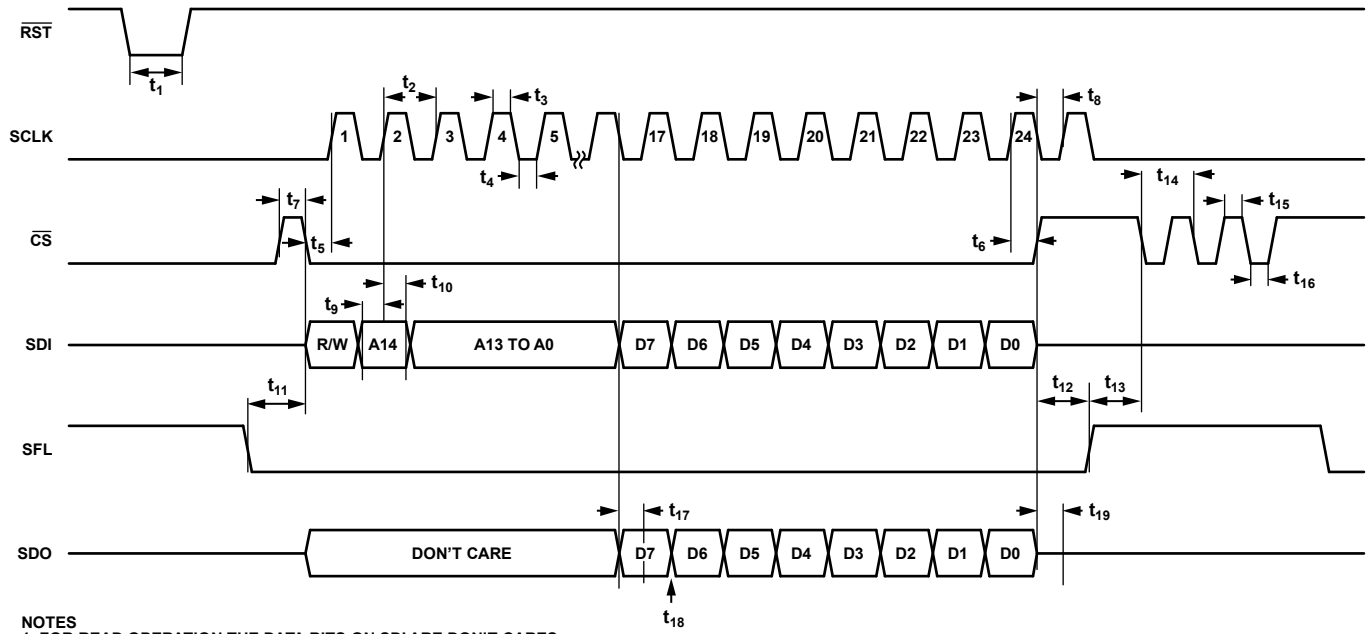 RST
t1
t2
t3
SCLK
1 2 3 4 5 17 18 19 20 21 22 23 24
t8
t4
t7
t14
t15
CS
t5
t6
t16
t9
t10
SDI
R/W A14 A13 TO A0 D7 D6 D5 D4 D3 D2 D1 D0
t11
t12 t13
SFL
t17
t19
SDO
DON'T CARE D7 D6 D5 D4 D3 D2 D1 D0
t18
NOTES